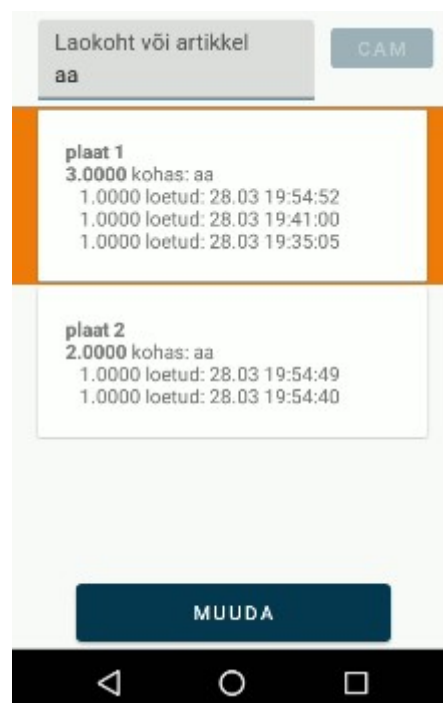 Laokoht või artikkel
aa
CAM
plaat 1
3.0000 kohas: aa
1.0000 loetud: 28.03 19:54:52
1.0000 loetud: 28.03 19:41:00
1.0000 loetud: 28.03 19:35:05
plaat 2
2.0000 kohas: aa
1.0000 loetud: 28.03 19:54:49
1.0000 loetud: 28.03 19:54:40
MUUDA